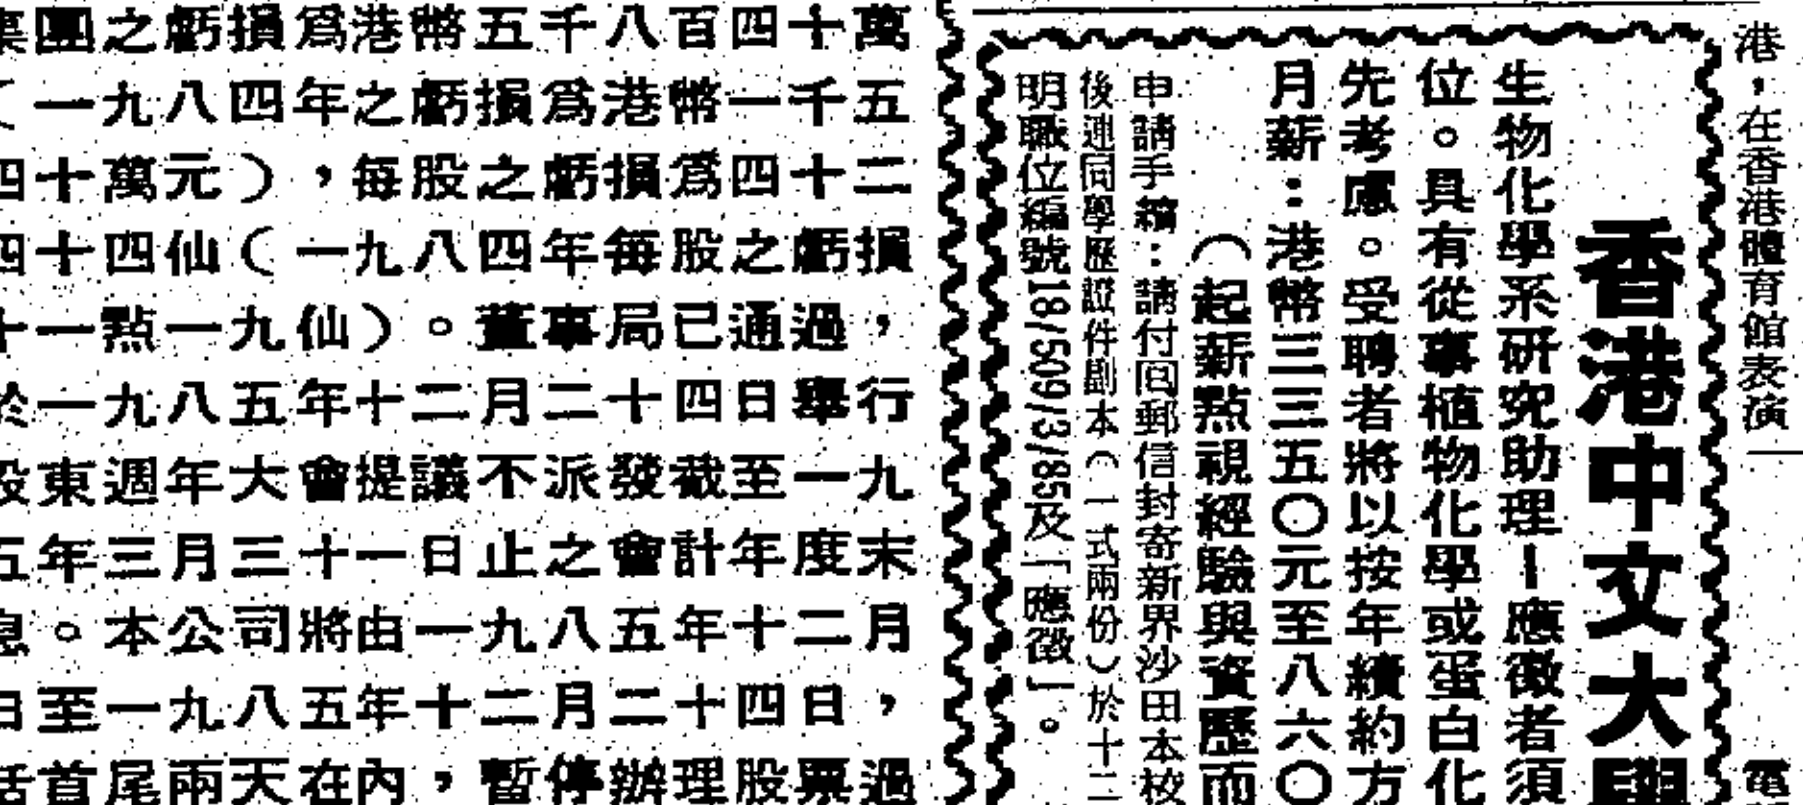 港，在香港體育館表演
電
香港中文大學
生物化學系研究助理－應徵者須
位。具有從事植物化學或蛋白化
先考慮。受聘者將以按年續約方
月薪：港幣三三五〇元至八六〇
（起薪點視經驗與資歷而
申請手續：請付回郵信封寄新界沙田本校
後連同學歷證件副本（一式兩份）於十二
明職位編號18/509/3/85及「應徵」。
集團之虧損爲港幣五千八百四十萬
（一九八四年之虧損爲港幣一千五
四十萬元），每股之虧損爲四十二
四十四仙（一九八四年每股之虧損
十一點一九仙）。董事局已通過，
於一九八五年十二月二十四日舉行
股東週年大會提議不派發截至一九
五年三月三十一日止之會計年度末
息。本公司將由一九八五年十二月
日至一九八五年十二月二十四日，
括首尾兩天在內，暫停辦理股票過